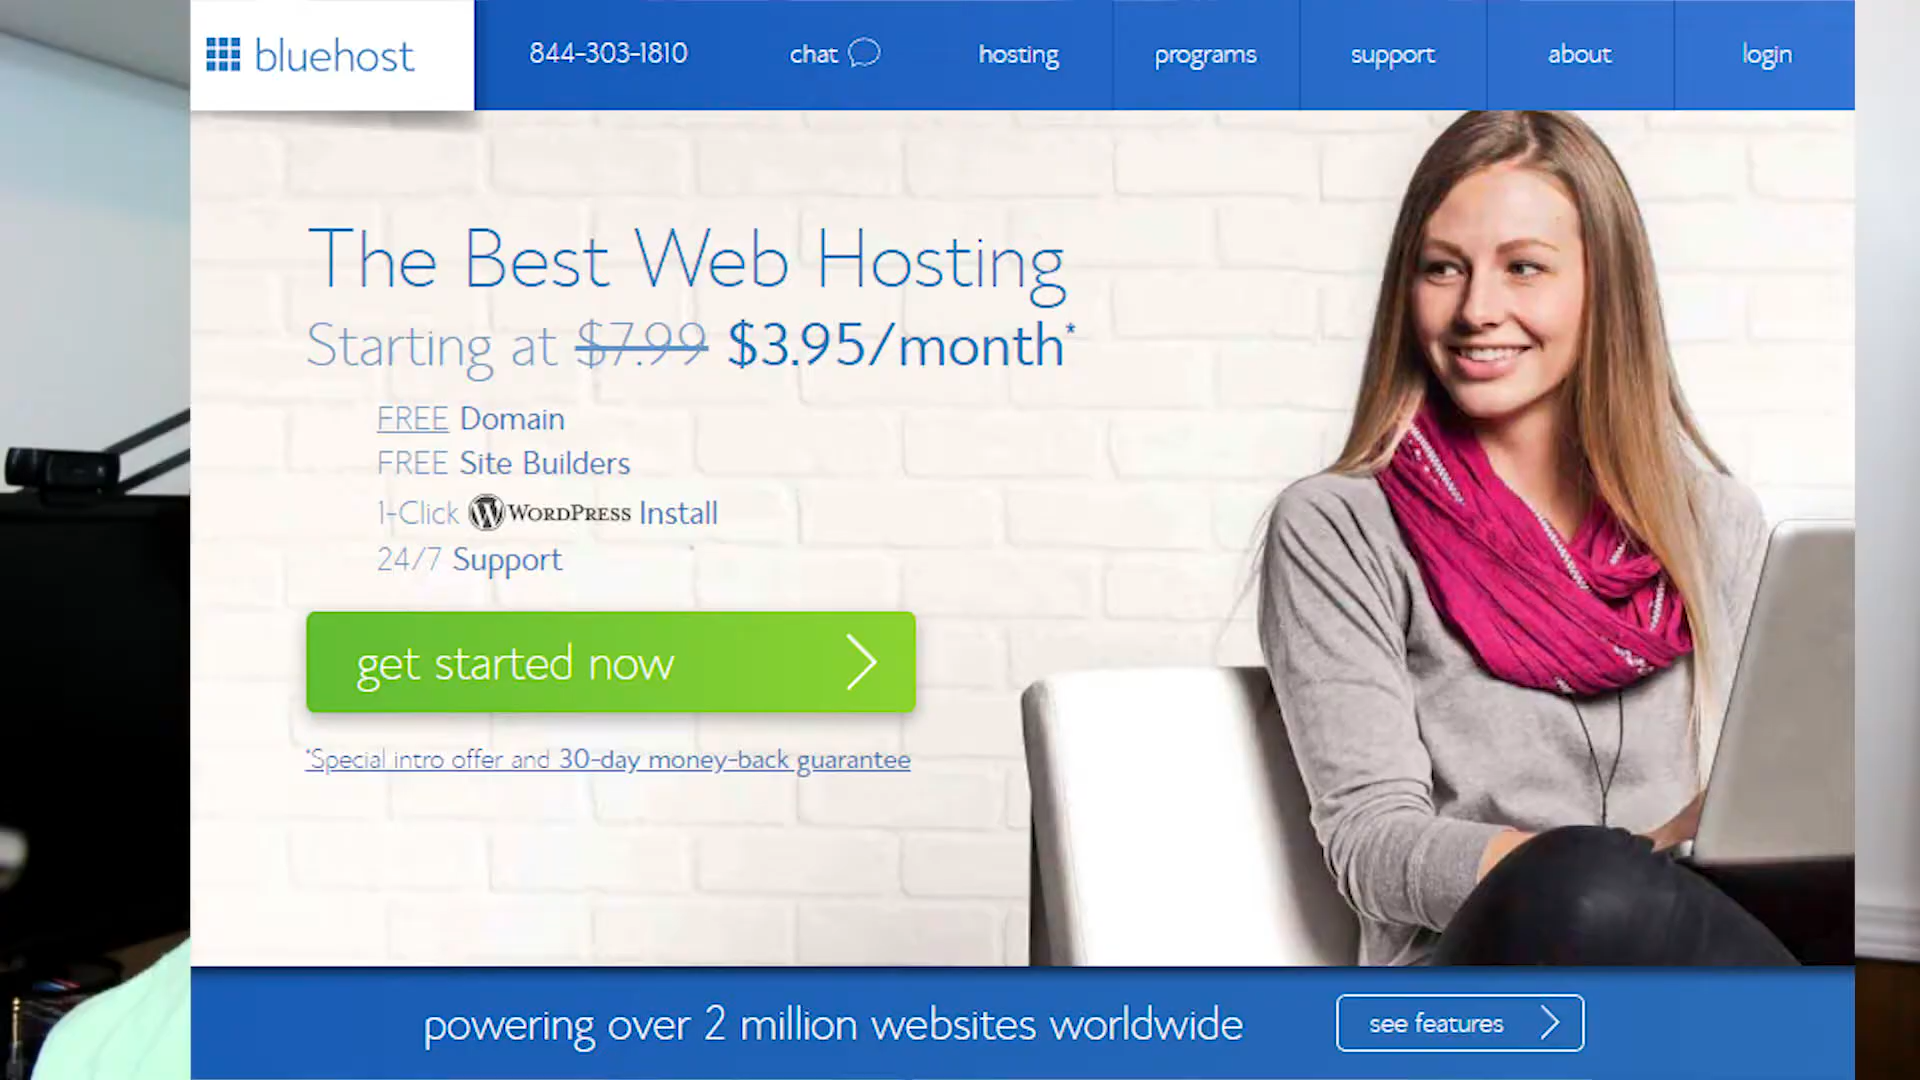 bluehost
844-303-1810
chat
hosting
programs
support
about
login
The Best Web Hosting
Starting at $7.99 $3.95/month*
FREE Domain
FREE Site Builders
1-Click WORDPRESS Install
24/7 Support
get started now
*Special intro offer and 30-day money-back guarantee
powering over 2 million websites worldwide
see features